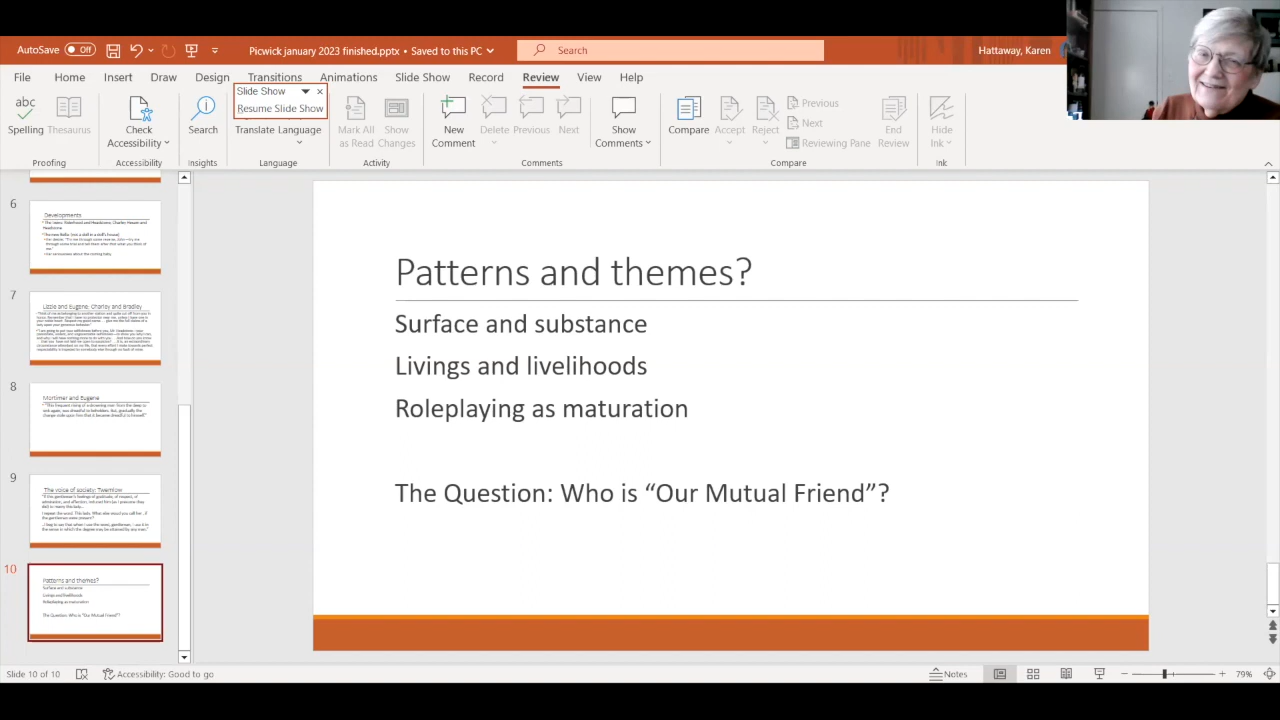 AutoSave Off
Picwick january 2023 finished.pptx • Saved to this PC
Search
Hattaway, Karen
File Home Insert Draw Design Transitions Animations Slide Show Record Review View Help
Slide Show
Resume Slide Show
abc
Spelling
Thesaurus
Check Accessibility
Search
Translate
Language
Mark All as Read
Show Changes
New Comment
Delete
Previous
Next
Show Comments
Compare
Accept
Reject
Previous
Next
Reviewing Pane
End Review
Hide Ink
Proofing
Accessibility
Insights
Language
Activity
Comments
Compare
Ink
6
Developments
7
Lizzie and Eugene; Charley and Bradley
8
Mortimer and Eugene
9
The voice of society: Twemlow
10
Patterns and themes?
Surface and substance
Livings and livelihoods
Roleplaying as maturation
The Question: Who is "Our Mutual Friend"?
Patterns and themes?
Surface and substance
Livings and livelihoods
Roleplaying as maturation
The Question: Who is “Our Mutual Friend”?
Slide 10 of 10
Accessibility: Good to go
Notes
79%